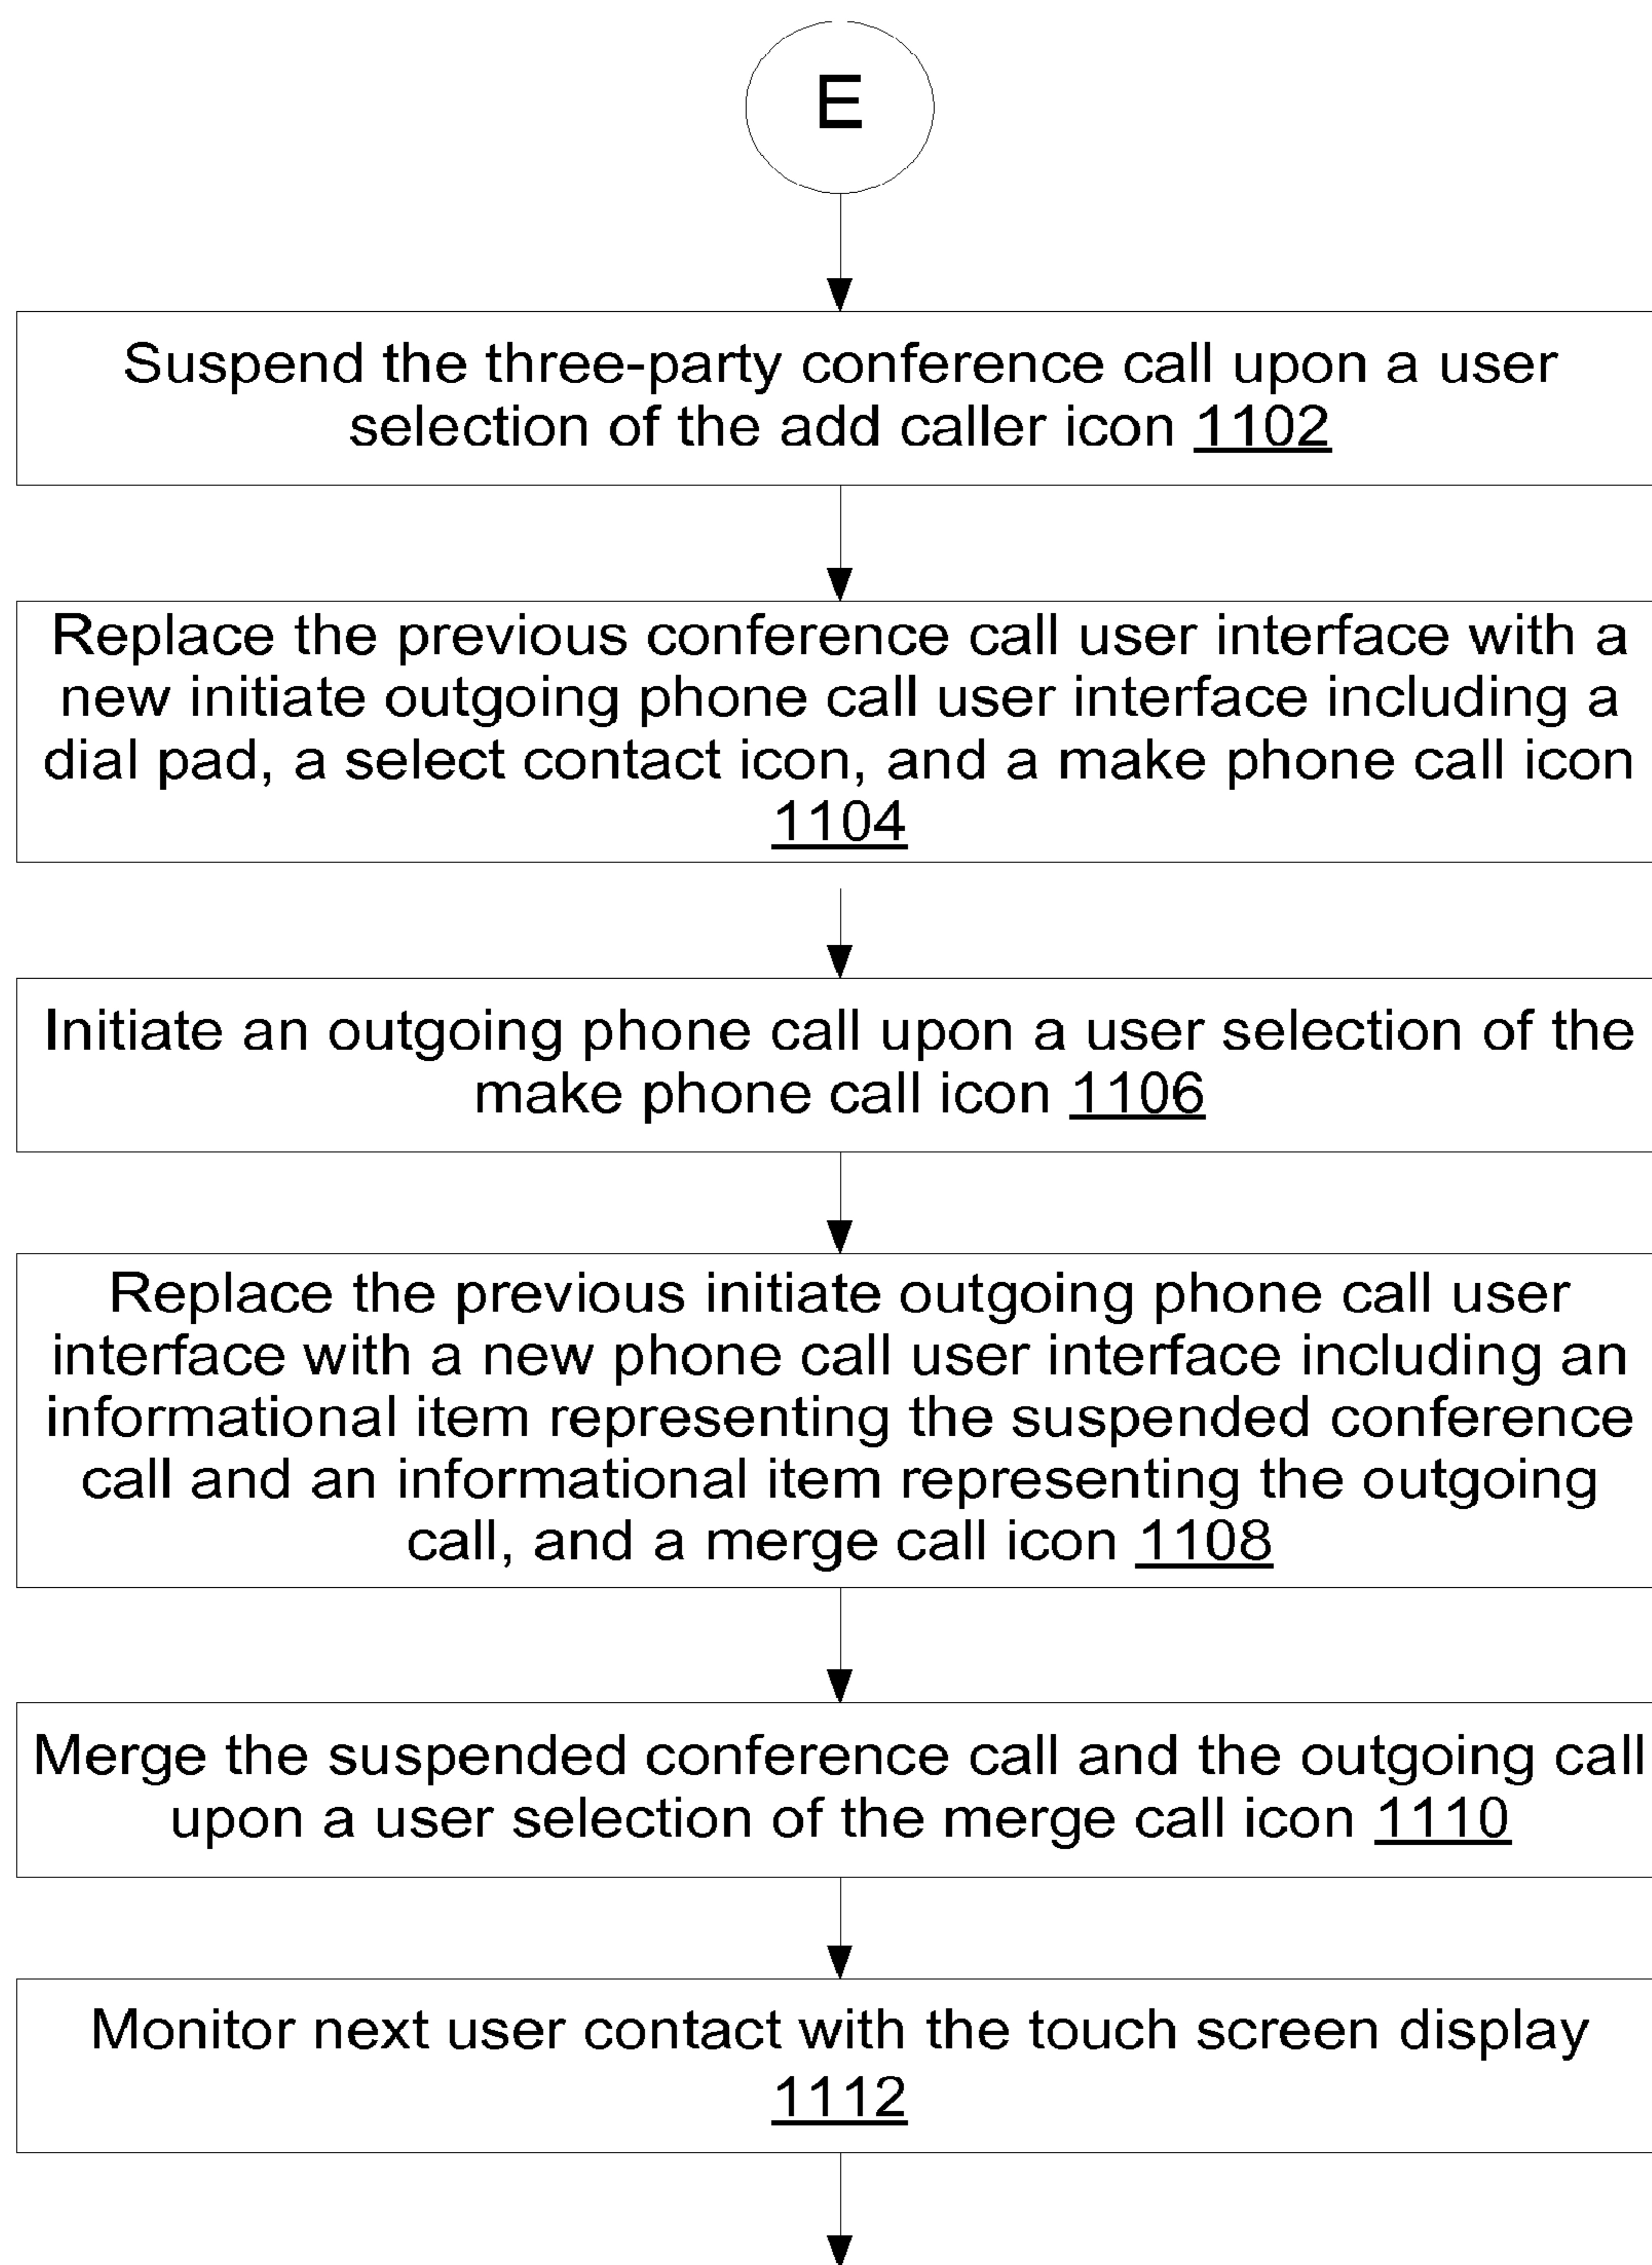 E
Suspend the three-party conference call upon a user
selection of the add caller icon 1102
Replace the previous conference call user interface with a
new initiate outgoing phone call user interface including a
dial pad, a select contact icon, and a make phone call icon
1104
Initiate an outgoing phone call upon a user selection of the
make phone call icon 1106
Replace the previous initiate outgoing phone call user
interface with a new phone call user interface including an
informational item representing the suspended conference
call and an informational item representing the outgoing
call, and a merge call icon 1108
Merge the suspended conference call and the outgoing call
upon a user selection of the merge call icon 1110
Monitor next user contact with the touch screen display
1112